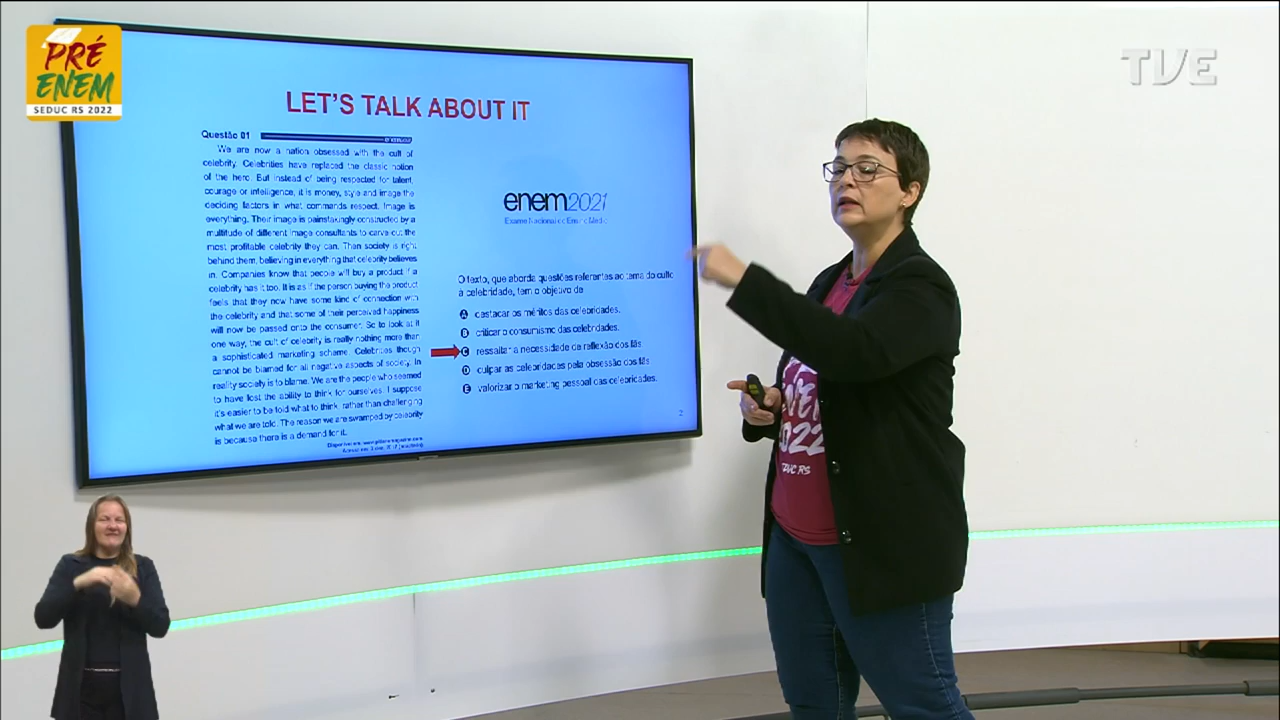 PRÉ
ENEM
SEDUC RS 2022
TVE
LET'S TALK ABOUT IT
Questão 01
We are now a nation obsessed with the cult of
celebrity. Celebrities have replaced the classic notion
of the hero. But instead of being respected for talent,
courage or intelligence, it is money, style and image the
deciding factors in what commands respect. Image is
everything. Their image is painstakingly constructed by a
multitude of different image consultants to carve out the
most profitable celebrity they can. Then society is right
behind them, believing in everything that celebrity believes
in. Companies know that people will buy a product if a
celebrity has it too. It is as if the person buying the product
feels that they now have some kind of connection with
the celebrity and that some of their perceived happiness
will now be passed onto the consumer. So to look at it
one way, the cult of celebrity is really nothing more than
a sophisticated marketing scheme. Celebrities though
cannot be blamed for all negative aspects of society. In
reality society is to blame. We are the people who seemed
to have lost the ability to think for ourselves. I suppose
it's easier to be told what to think, rather than challenging
what we are told. The reason we are swamped by celebrity
is because there is a demand for it.
enem2021
Exame Nacional do Ensino Médio
O texto, que aborda questões referentes ao tema do culto
à celebridade, tem o objetivo de
A destacar os méritos das celebridades.
B criticar o consumismo das celebridades.
C ressaltar a necessidade de reflexão dos fãs
D culpar as celebridades pela obsessão dos fãs
E valorizar o marketing pessoal das celebridades.
2
2022
SEDUC RS